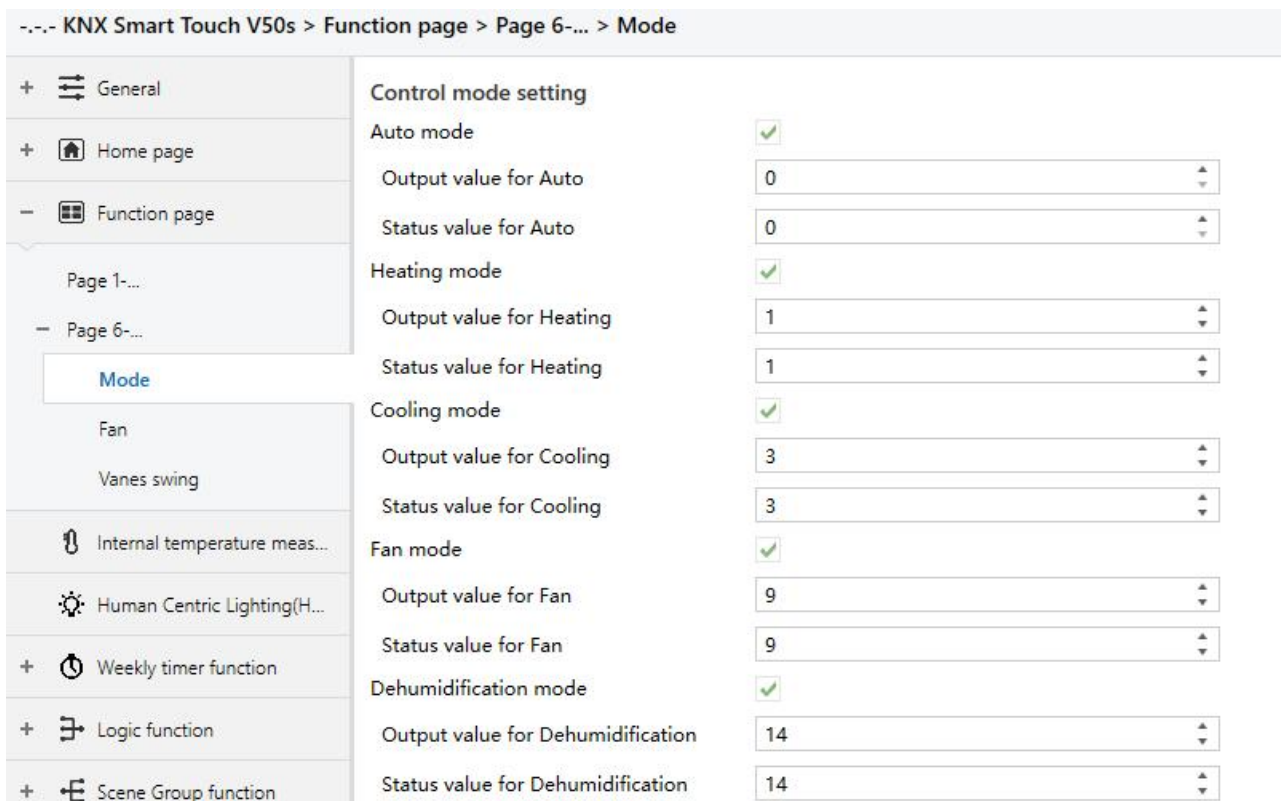 -.-.- KNX Smart Touch V50s > Function page > Page 6-... > Mode
+ General
+ Home page
− Function page
Page 1-...
− Page 6-...
Mode
Fan
Vanes swing
Internal temperature meas...
Human Centric Lighting(H...
+ Weekly timer function
+ Logic function
+ Scene Group function
Control mode setting
Auto mode
Output value for Auto 0
Status value for Auto 0
Heating mode
Output value for Heating 1
Status value for Heating 1
Cooling mode
Output value for Cooling 3
Status value for Cooling 3
Fan mode
Output value for Fan 9
Status value for Fan 9
Dehumidification mode
Output value for Dehumidification 14
Status value for Dehumidification 14